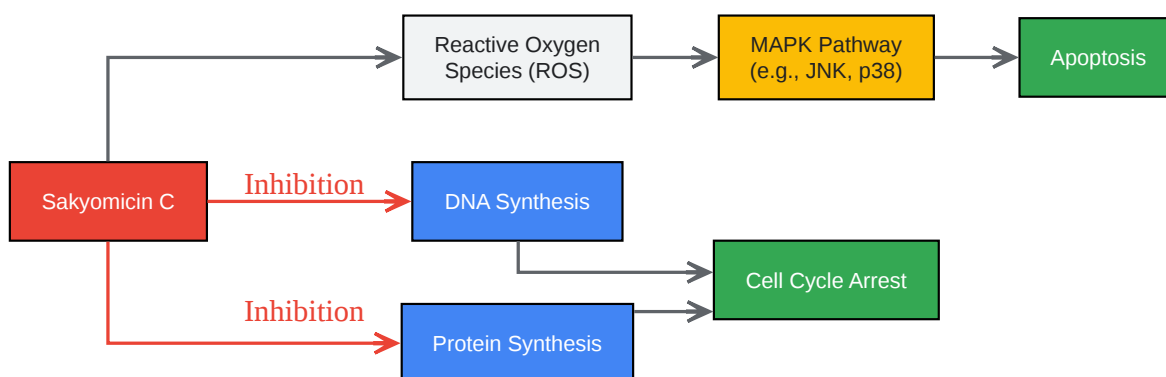 Reactive Oxygen
Species (ROS)
MAPK Pathway
(e.g., JNK, p38)
Apoptosis
Sakyomicin C
Inhibition
DNA Synthesis
Cell Cycle Arrest
Inhibition
Protein Synthesis